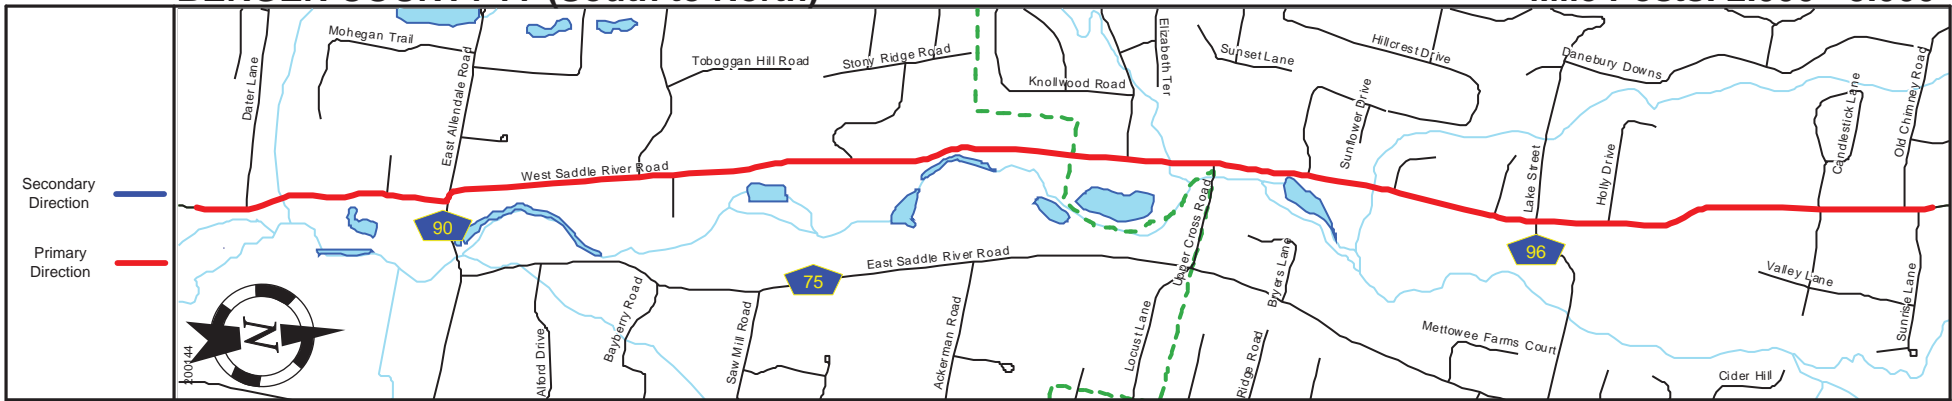 Secondary
Direction
Primary
Direction
Mohegan Trail
Dater Lane
East Allendale Road
Toboggan Hill Road
Stony Ridge Road
Knollwood Road
Elizabeth Ter
Sunset Lane
Hillcrest Drive
Sunflower Drive
Danebury Downs
Lake Street
Holly Drive
Candlestick Lane
Old Chimney Road
West Saddle River Road
90
75
96
East Saddle River Road
Upper Cross Road
Bryers Lane
Valley Lane
Sunrise Lane
Mettowee Farms Court
Cider Hill
Ridge Road
Locust Lane
Ackerman Road
Saw Mill Road
Bayberry Road
Alford Drive
N
200144